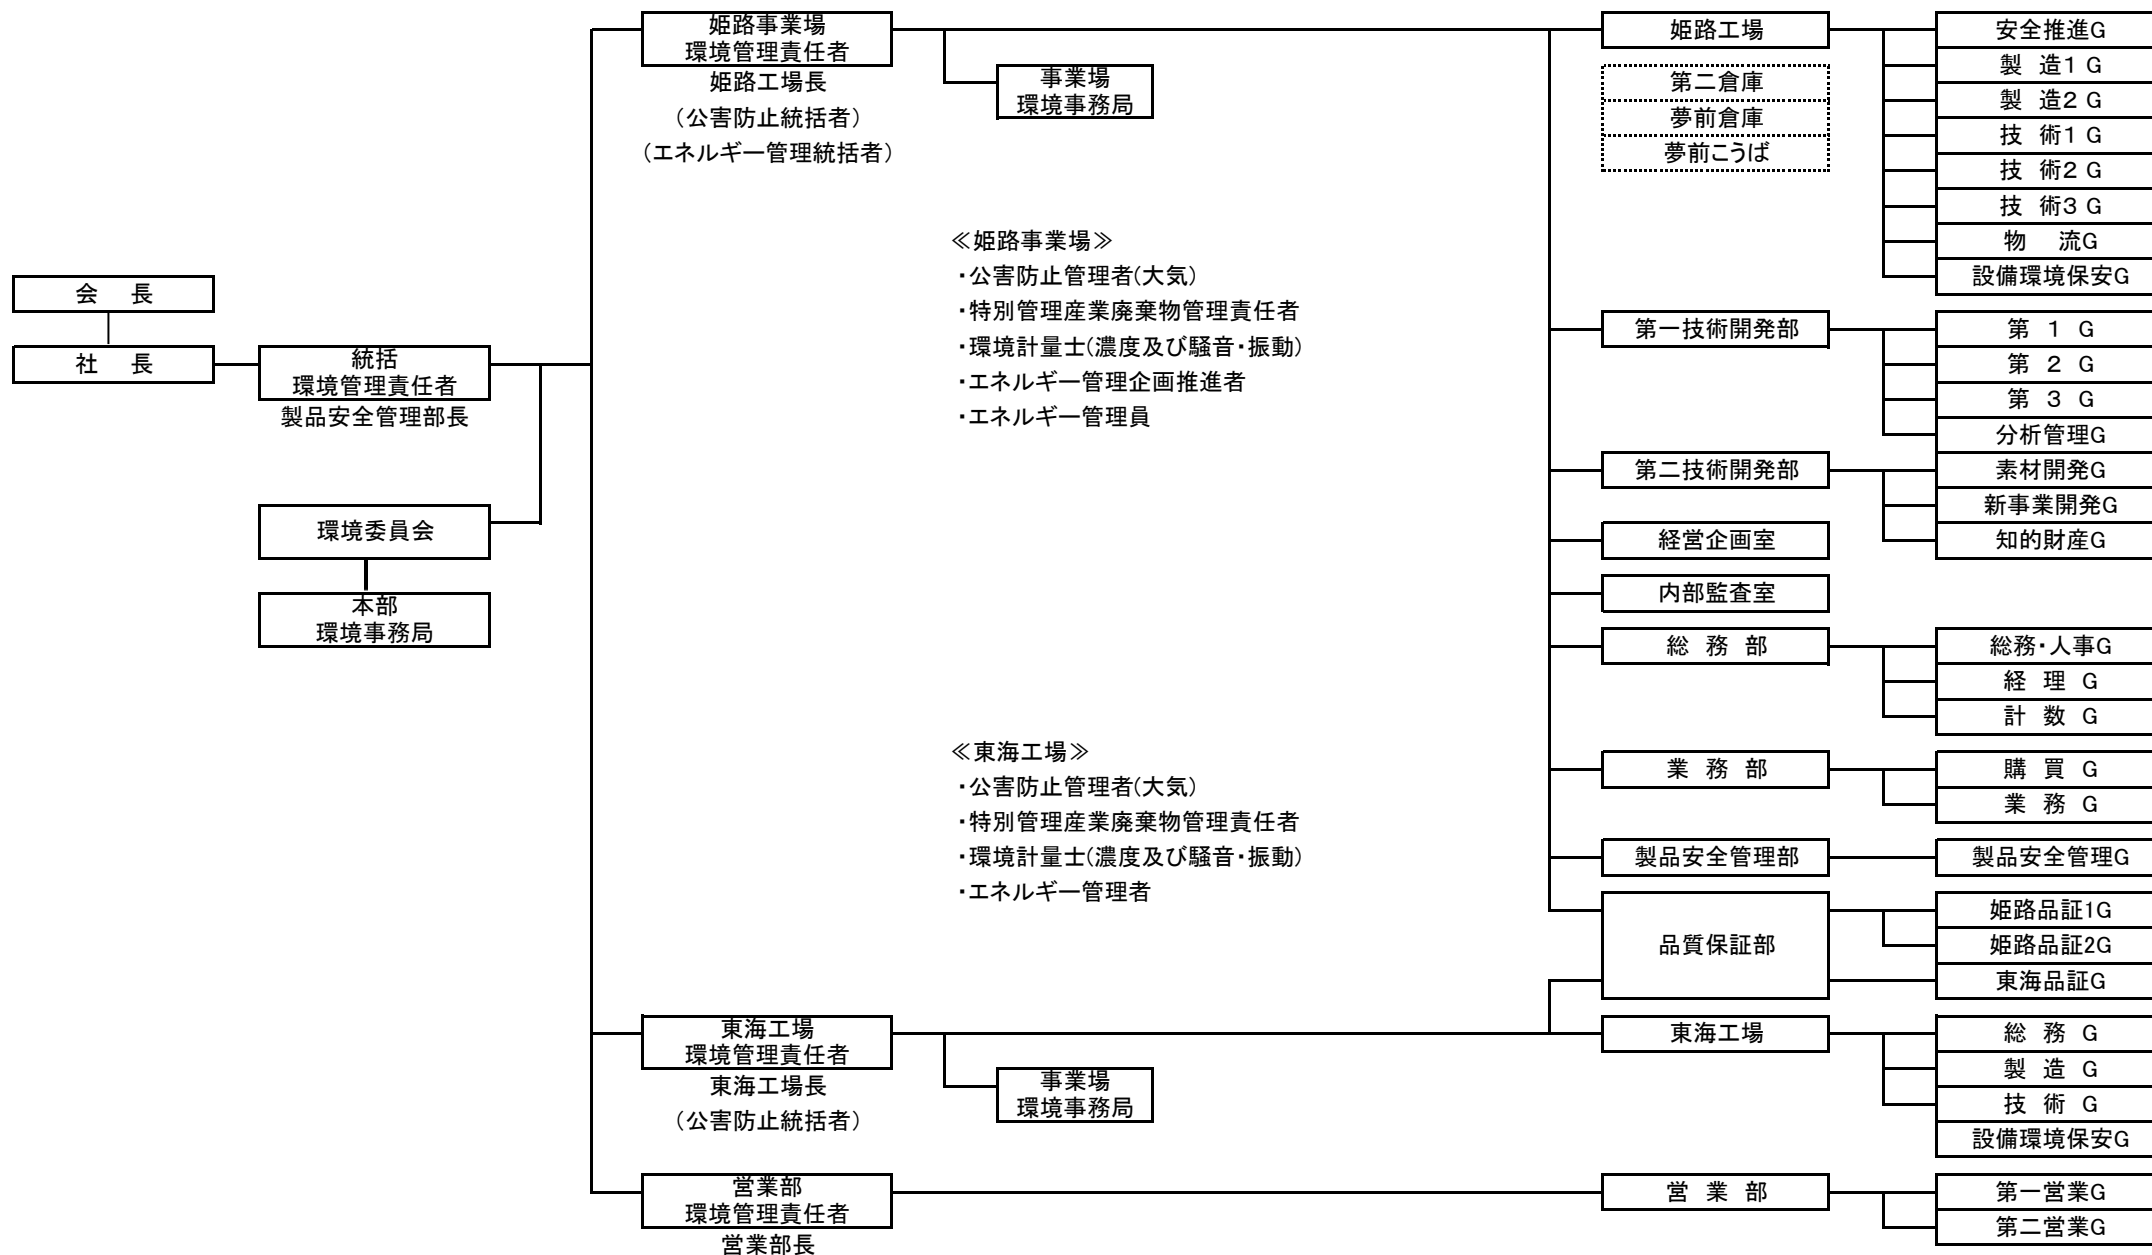 会 長
社 長
統括
環境管理責任者
製品安全管理部長
環境委員会
本部
環境事務局
姫路事業場
環境管理責任者
姫路工場長
（公害防止統括者）
（エネルギー管理統括者）
事業場
環境事務局
≪姫路事業場≫
・公害防止管理者(大気)
・特別管理産業廃棄物管理責任者
・環境計量士(濃度及び騒音・振動)
・エネルギー管理企画推進者
・エネルギー管理員
≪東海工場≫
・公害防止管理者(大気)
・特別管理産業廃棄物管理責任者
・環境計量士(濃度及び騒音・振動)
・エネルギー管理者
東海工場
環境管理責任者
東海工場長
（公害防止統括者）
事業場
環境事務局
営業部
環境管理責任者
営業部長
姫路工場
第二倉庫
夢前倉庫
夢前こうば
安全推進G
製 造1 G
製 造2 G
技 術1 G
技 術2 G
技 術3 G
物 流G
設備環境保安G
第一技術開発部
第 1 G
第 2 G
第 3 G
分析管理G
第二技術開発部
素材開発G
新事業開発G
知的財産G
経営企画室
内部監査室
総 務 部
総務・人事G
経 理 G
計 数 G
業 務 部
購 買 G
業 務 G
製品安全管理部
製品安全管理G
品質保証部
姫路品証1G
姫路品証2G
東海品証G
東海工場
総 務 G
製 造 G
技 術 G
設備環境保安G
営 業 部
第一営業G
第二営業G